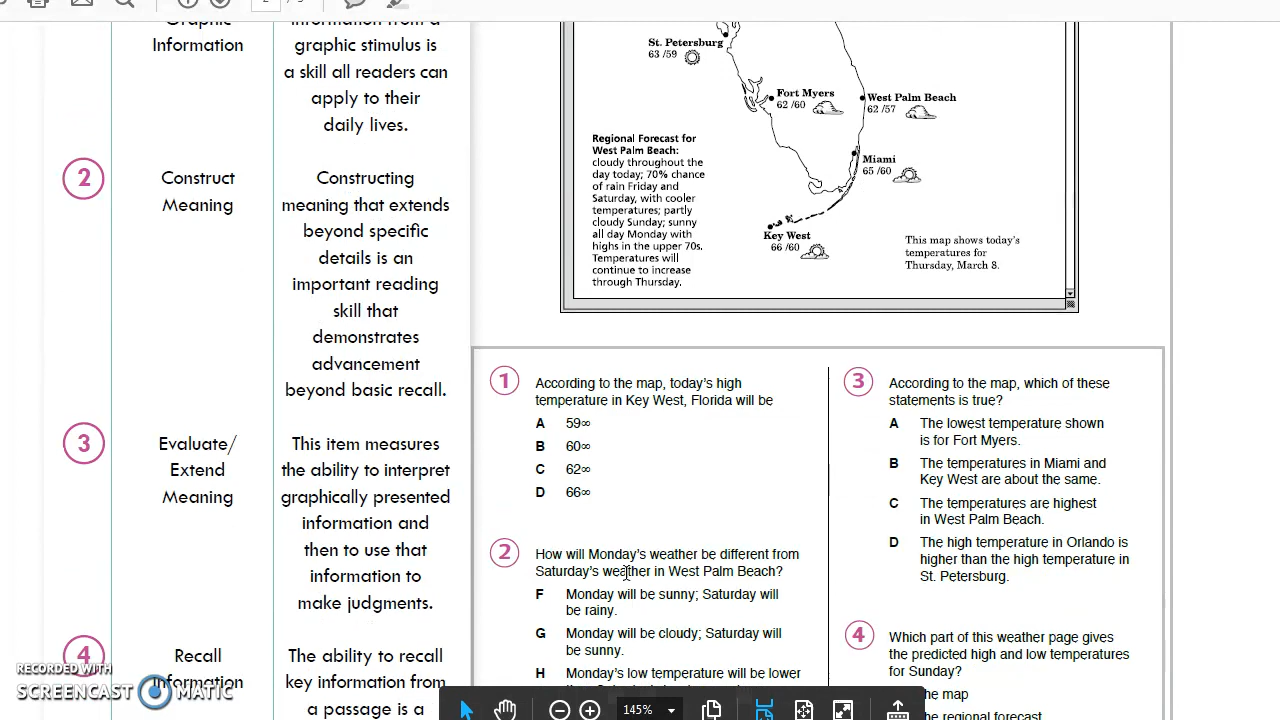 Graphic
Information
information from a
graphic stimulus is
a skill all readers can
apply to their
daily lives.
2
Construct
Meaning
Constructing
meaning that extends
beyond specific
details is an
important reading
skill that
demonstrates
advancement
beyond basic recall.
3
Evaluate/
Extend
Meaning
This item measures
the ability to interpret
graphically presented
information and
then to use that
information to
make judgments.
4
Recall
Information
The ability to recall
key information from
a passage is a
St. Petersburg
63 /59
Fort Myers
62 /60
West Palm Beach
62 /57
Miami
65 /60
Key West
66 /60
Regional Forecast for
West Palm Beach:
cloudy throughout the
day today; 70% chance
of rain Friday and
Saturday, with cooler
temperatures; partly
cloudy Sunday; sunny
all day Monday with
highs in the upper 70s.
Temperatures will
continue to increase
through Thursday.
This map shows today's
temperatures for
Thursday, March 8.
1
According to the map, today's high
temperature in Key West, Florida will be
A 59∞
B 60∞
C 62∞
D 66∞
2
How will Monday's weather be different from
Saturday's weather in West Palm Beach?
F Monday will be sunny; Saturday will
be rainy.
G Monday will be cloudy; Saturday will
be sunny.
H Monday's low temperature will be lower
3
According to the map, which of these
statements is true?
A The lowest temperature shown
is for Fort Myers.
B The temperatures in Miami and
Key West are about the same.
C The temperatures are highest
in West Palm Beach.
D The high temperature in Orlando is
higher than the high temperature in
St. Petersburg.
4
Which part of this weather page gives
the predicted high and low temperatures
for Sunday?
the map
the regional forecast
145%
RECORDED WITH
SCREENCAST MATIC